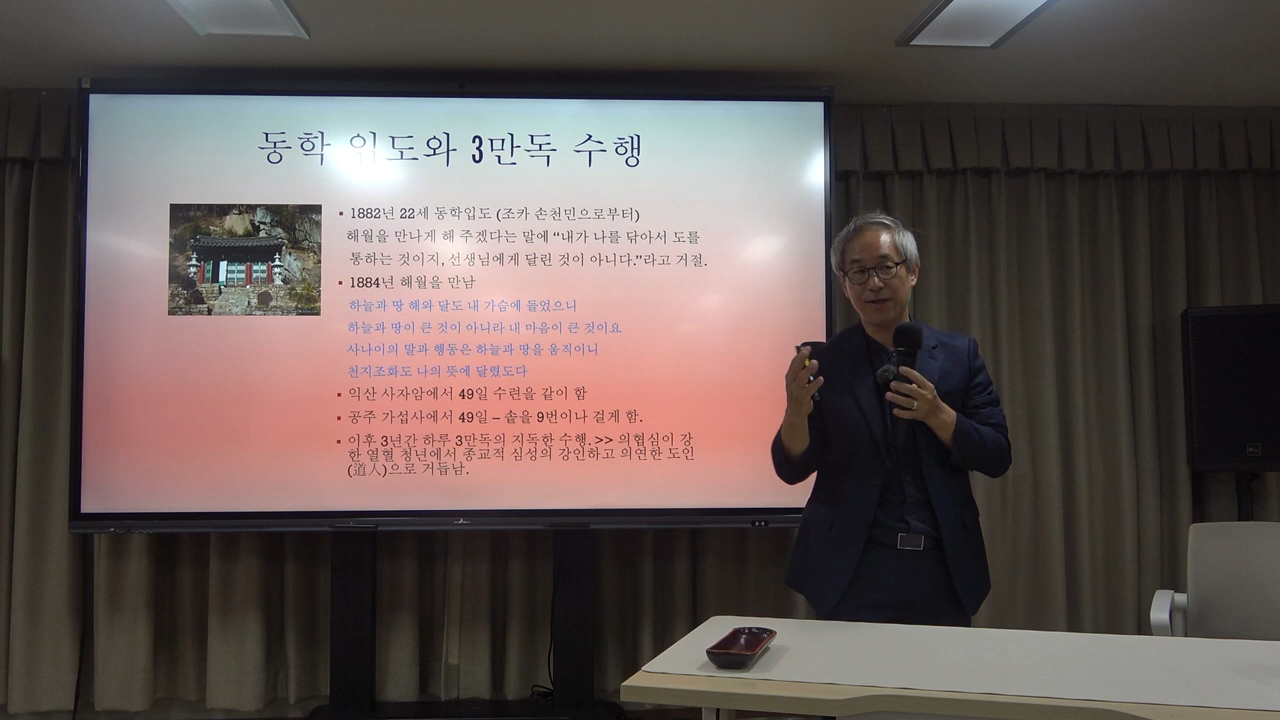 동학 입도와 3만독 수행
▪ 1882년 22세 동학입도 (조카 손천민으로부터)
해월을 만나게 해 주겠다는 말에 “내가 나를 닦아서 도를
통하는 것이지, 선생님에게 달린 것이 아니다.”라고 거절.
▪ 1884년 해월을 만남
하늘과 땅 해와 달도 내 가슴에 들었으니
하늘과 땅이 큰 것이 아니라 내 마음이 큰 것이요
사나이의 말과 행동은 하늘과 땅을 움직이니
천지조화도 나의 뜻에 달렸도다
▪ 익산 사자암에서 49일 수련을 같이 함
▪ 공주 가섭사에서 49일 – 솥을 9번이나 걸게 함.
▪ 이후 3년간 하루 3만독의 지독한 수행. >> 의협심이 강
한 열혈 청년에서 종교적 심성의 강인하고 의연한 도인
(道人)으로 거듭남.